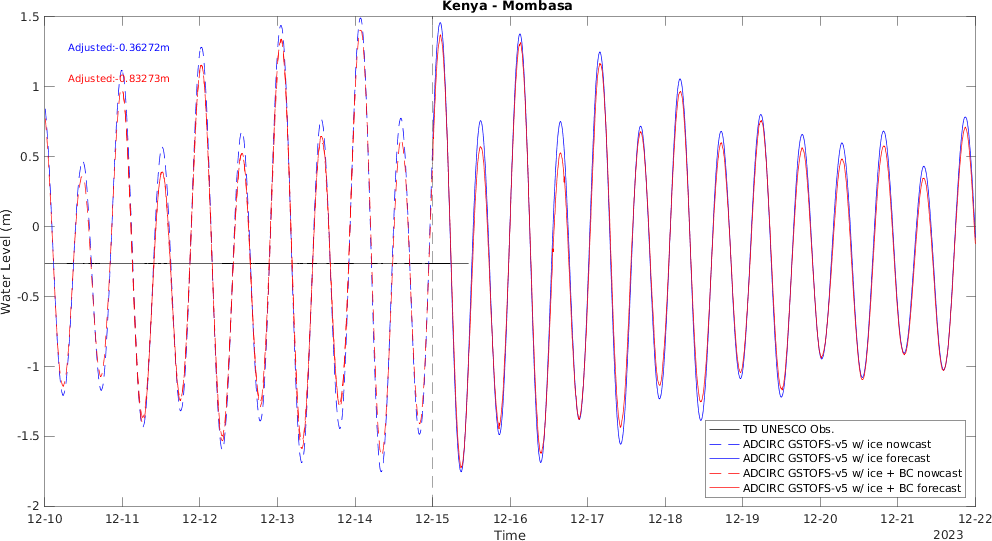 Kenya - Mombasa
1.5
1
0.5
0
-0.5
-1
-1.5
-2
Water Level (m)
Adjusted:-0.36272m
Adjusted:-0.83273m
TD UNESCO Obs.
ADCIRC GSTOFS-v5 w/ ice nowcast
ADCIRC GSTOFS-v5 w/ ice forecast
ADCIRC GSTOFS-v5 w/ ice + BC nowcast
ADCIRC GSTOFS-v5 w/ ice + BC forecast
12-10 12-11 12-12 12-13 12-14 12-15 12-16 12-17 12-18 12-19 12-20 12-21 12-22
Time
2023